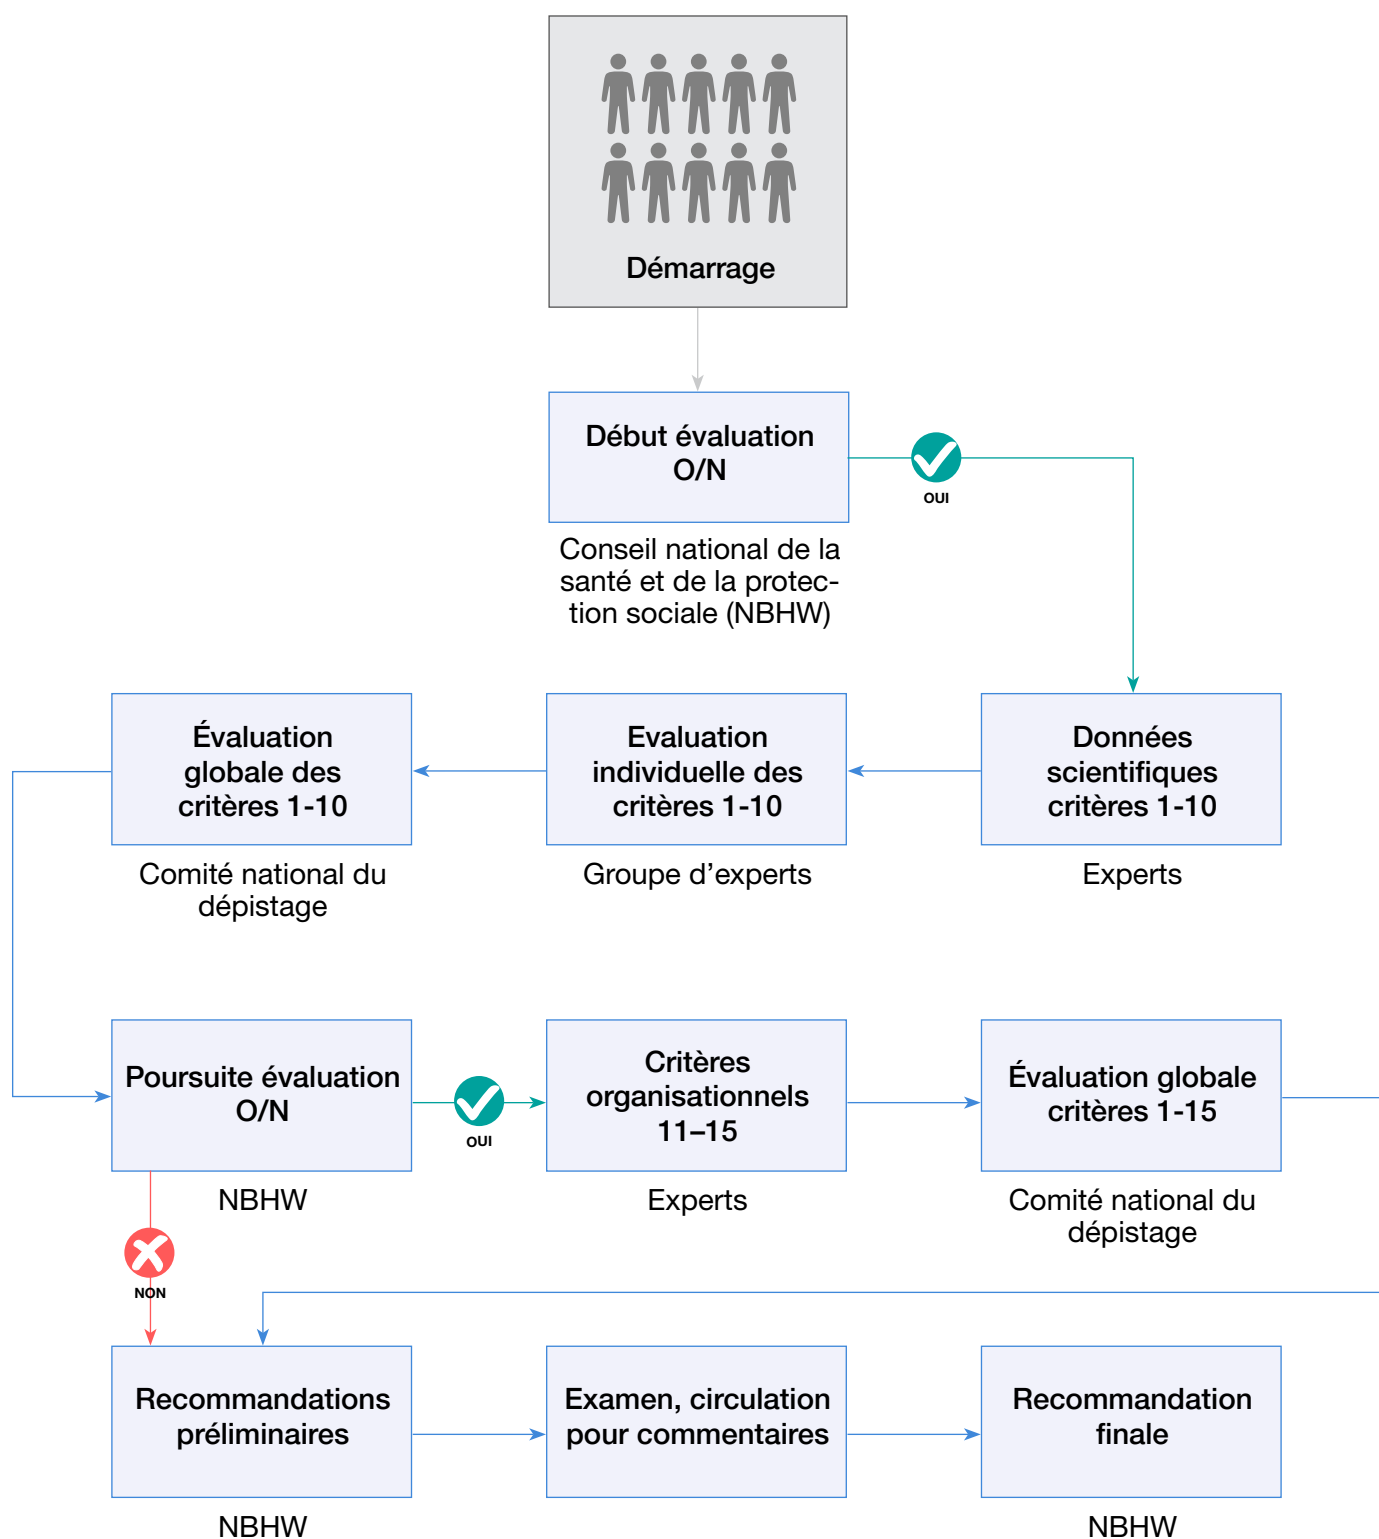 Démarrage
Début évaluation
O/N
OUI
Conseil national de la
santé et de la protec-
tion sociale (NBHW)
Évaluation
globale des
critères 1-10
Comité national du
dépistage
Evaluation
individuelle des
critères 1-10
Groupe d’experts
Données
scientifiques
critères 1-10
Experts
Poursuite évaluation
O/N
NBHW
OUI
Critères
organisationnels
11–15
Experts
Évaluation globale
critères 1-15
Comité national du
dépistage
NON
Recommandations
préliminaires
NBHW
Examen, circulation
pour commentaires
Recommandation
finale
NBHW